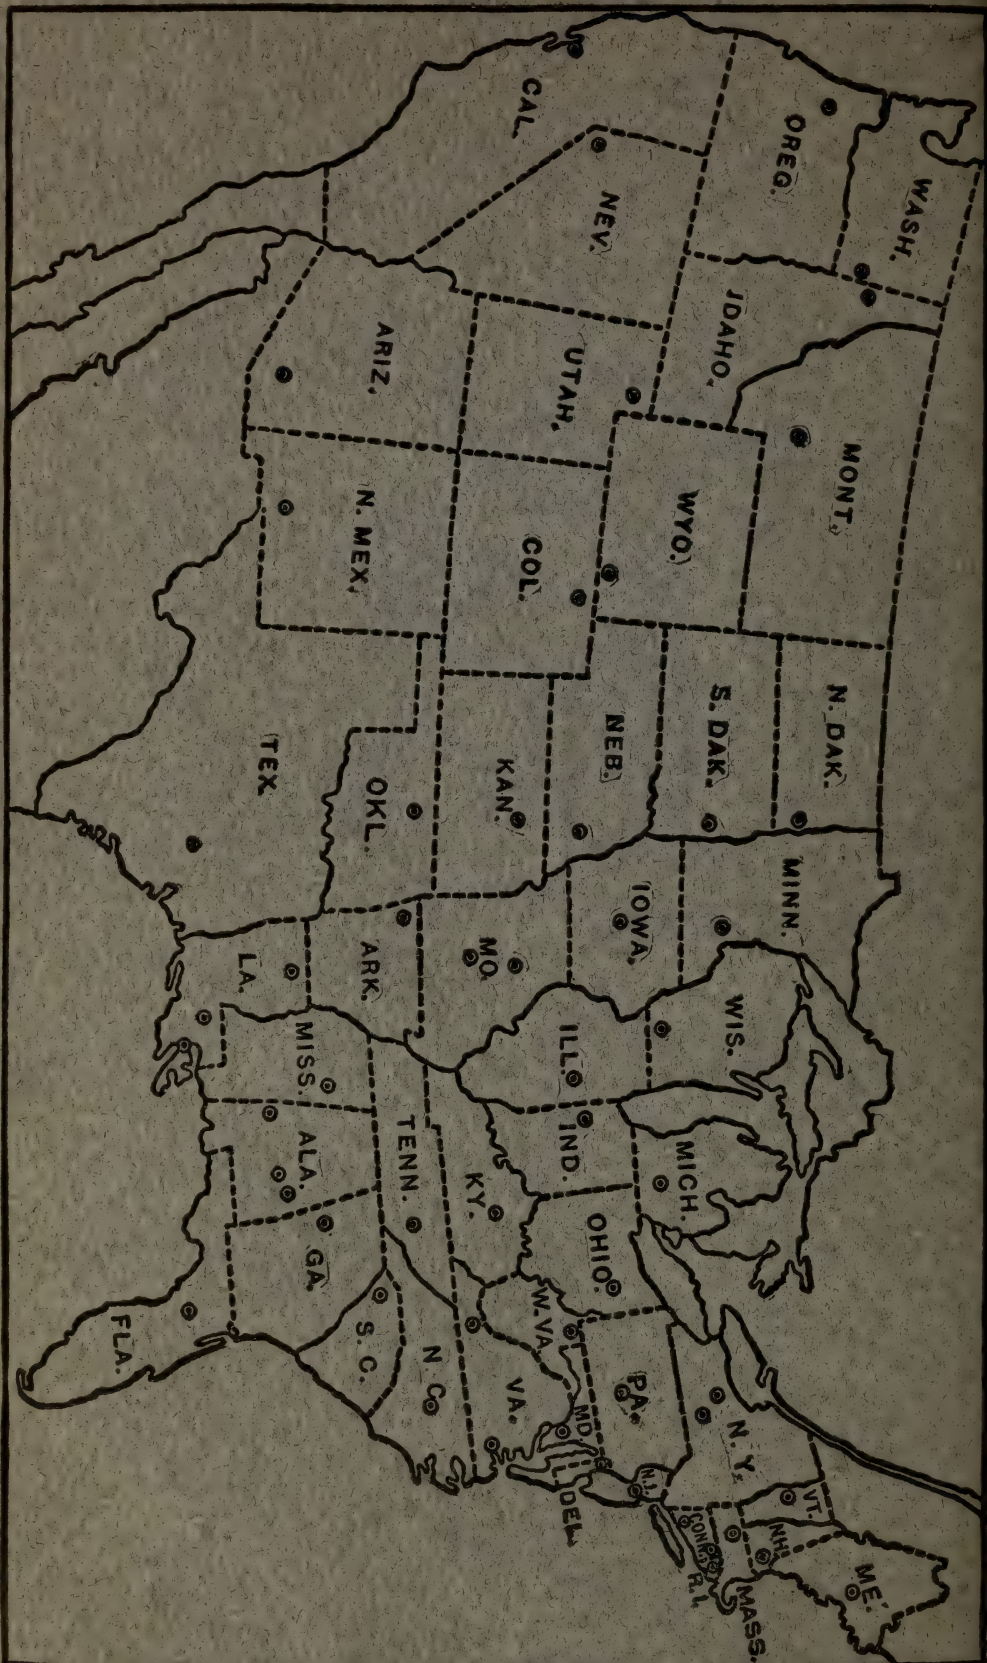 WASH.
OREG.
CAL.
NEV.
IDAHO.
MONT.
WYO.
UTAH.
COL.
ARIZ.
N. MEX.
N. DAK.
S. DAK.
NEB.
KAN.
OKL.
TEX.
MINN.
IOWA.
MO.
ARK.
LA.
WIS.
ILL.
IND.
MICH.
OHIO.
KY.
TENN.
MISS.
ALA.
GA.
FLA.
S. C.
N. C.
VA.
W. VA.
MD.
DEL.
PA.
N.J.
N. Y.
CONN.
R.I.
MASS.
VT.
N.H.
ME.